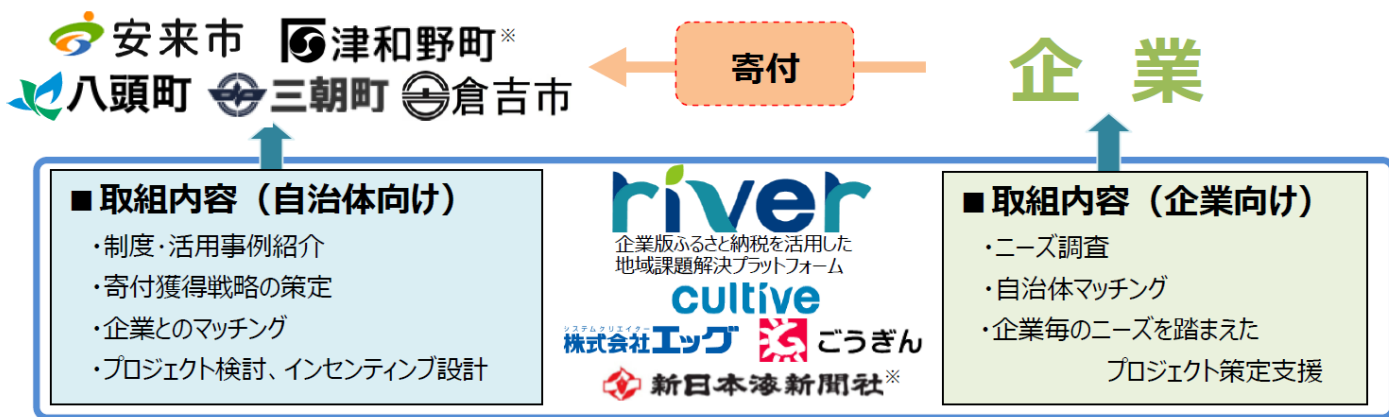 安来市 津和野町※
八頭町 三朝町 倉吉市
寄付
企業
■取組内容（自治体向け）
・制度・活用事例紹介
・寄付獲得戦略の策定
・企業とのマッチング
・プロジェクト検討、インセンティブ設計
river
企業版ふるさと納税を活用した
地域課題解決プラットフォーム
cultive
システムクリエイター
株式会社エッグ ごうぎん
新日本海新聞社※
■取組内容（企業向け）
・ニーズ調査
・自治体マッチング
・企業毎のニーズを踏まえた
プロジェクト策定支援